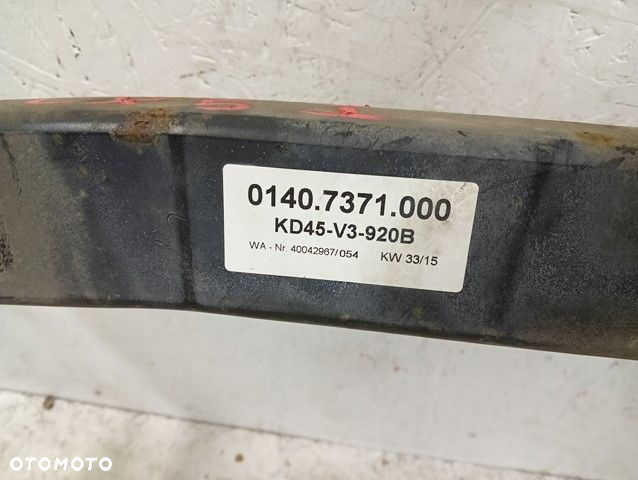 0140.7371.000
KD45-V3-920B
WA - Nr. 40042967/054 KW 33/15
OTOMOTO